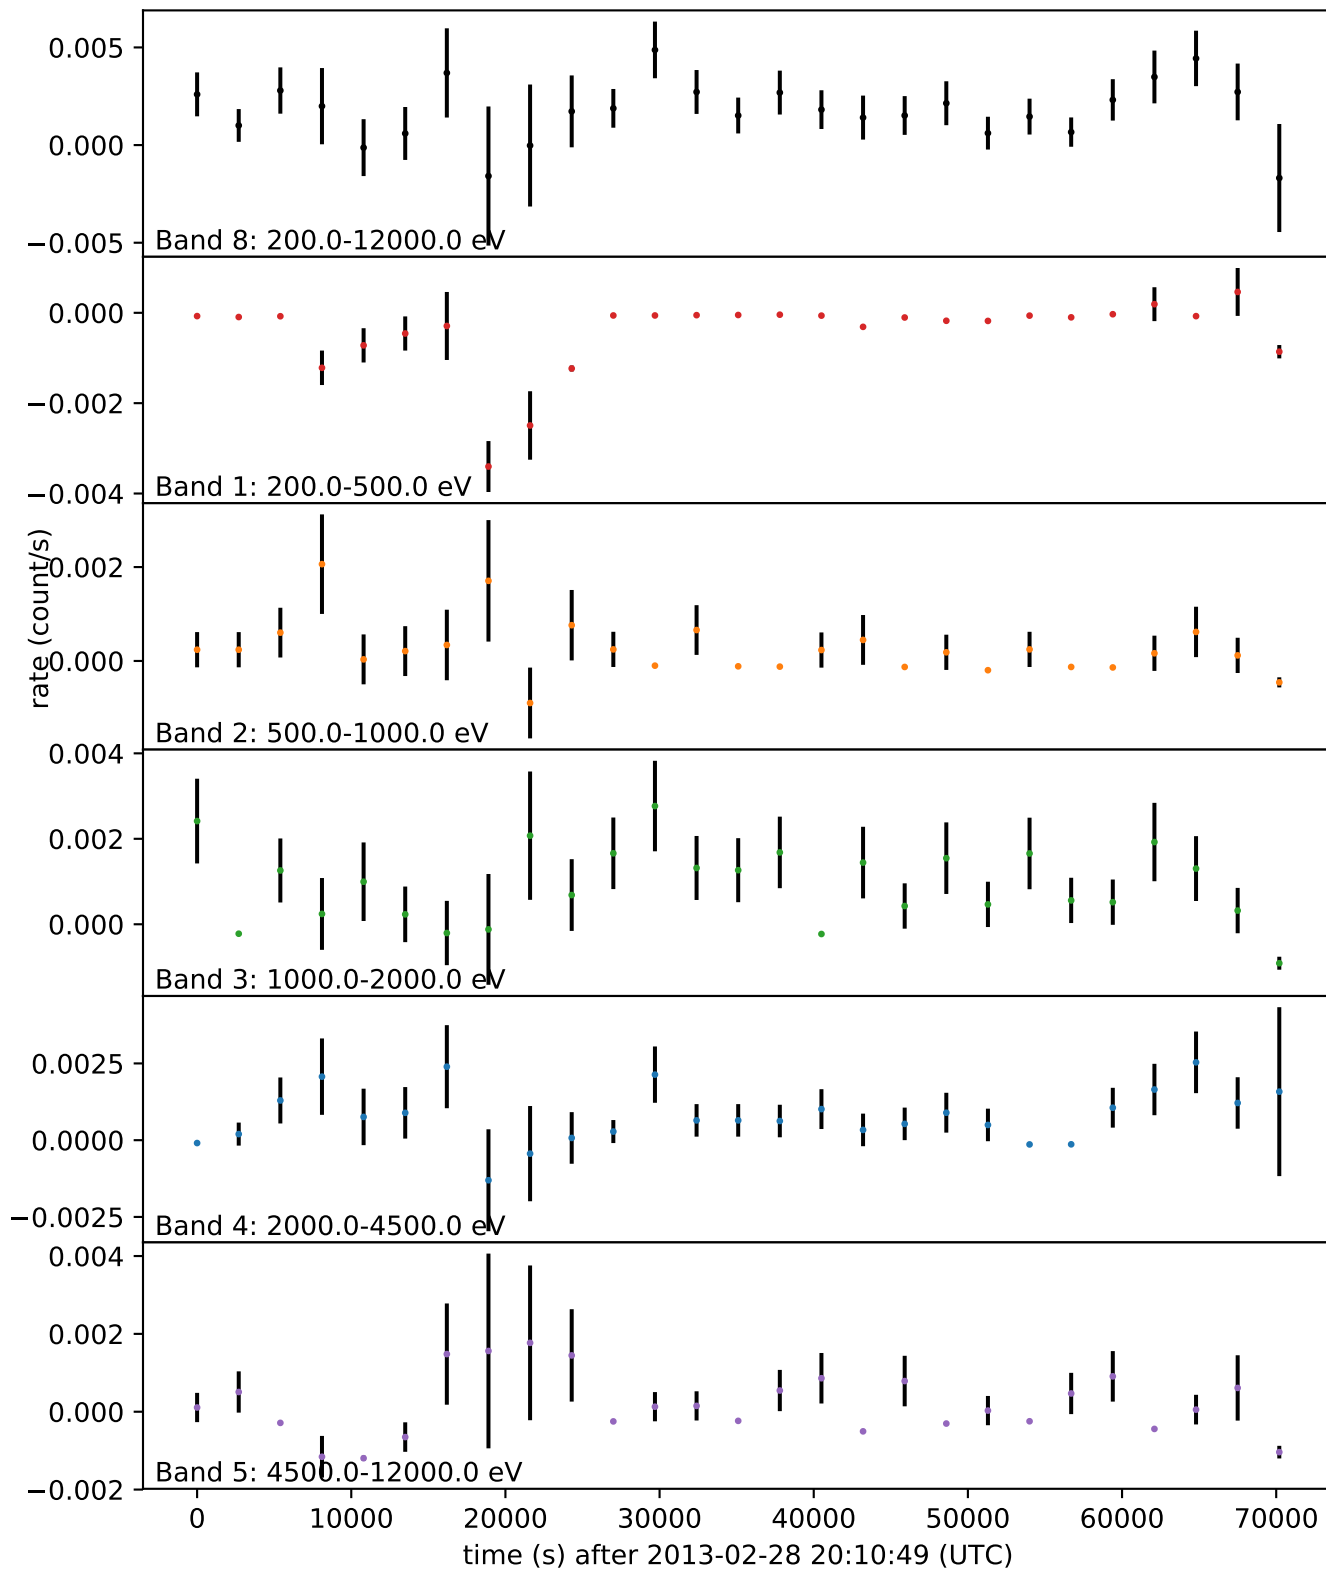 0.005
0.000
−0.005
Band 8: 200.0-12000.0 eV
0.000
−0.002
−0.004
Band 1: 200.0-500.0 eV
rate (count/s)
0.002
0.000
Band 2: 500.0-1000.0 eV
0.004
0.002
0.000
Band 3: 1000.0-2000.0 eV
0.0025
0.0000
−0.0025
Band 4: 2000.0-4500.0 eV
0.004
0.002
0.000
−0.002
Band 5: 4500.0-12000.0 eV
0 10000 20000 30000 40000 50000 60000 70000
time (s) after 2013-02-28 20:10:49 (UTC)